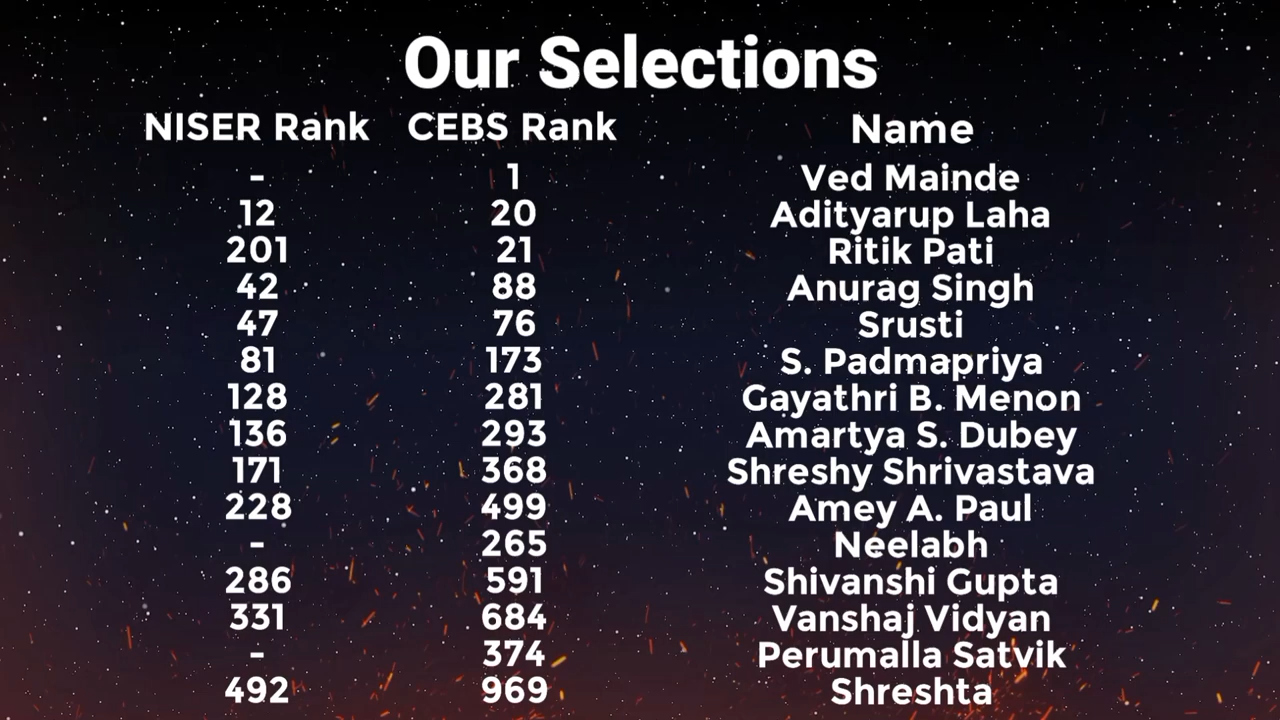 Our Selections
NISER Rank CEBS Rank Name
- 1 Ved Mainde
12 20 Adityarup Laha
201 21 Ritik Pati
42 88 Anurag Singh
47 76 Srusti
81 173 S. Padmapriya
128 281 Gayathri B. Menon
136 293 Amartya S. Dubey
171 368 Shreshy Shrivastava
228 499 Amey A. Paul
- 265 Neelabh
286 591 Shivanshi Gupta
331 684 Vanshaj Vidyan
- 374 Perumalla Satvik
492 969 Shreshta